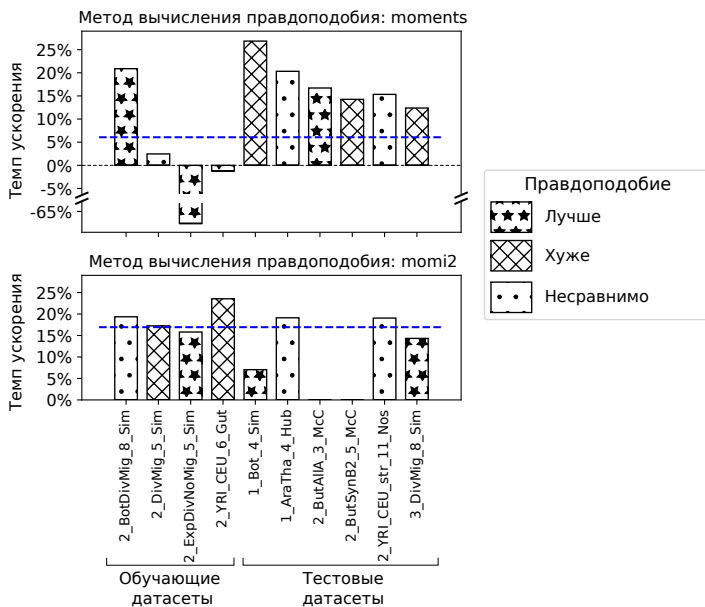 Метод вычисления правдоподобия: moments
Темп ускорения
25%
20%
15%
10%
5%
0%
-5%
-65%
Правдоподобие
Лучше
Хуже
Несравнимо
Метод вычисления правдоподобия: momi2
Темп ускорения
25%
20%
15%
10%
5%
0%
2_BotDivMig_8_Sim
2_DivMig_5_Sim
2_ExpDivNoMig_5_Sim
2_YRI_CEU_6_Gut
1_Bot_4_Sim
1_AraTha_4_Hub
2_ButAllA_3_McC
2_ButSynB2_5_McC
2_YRI_CEU_str_11_Nos
3_DivMig_8_Sim
Обучающие
датасеты
Тестовые
датасеты